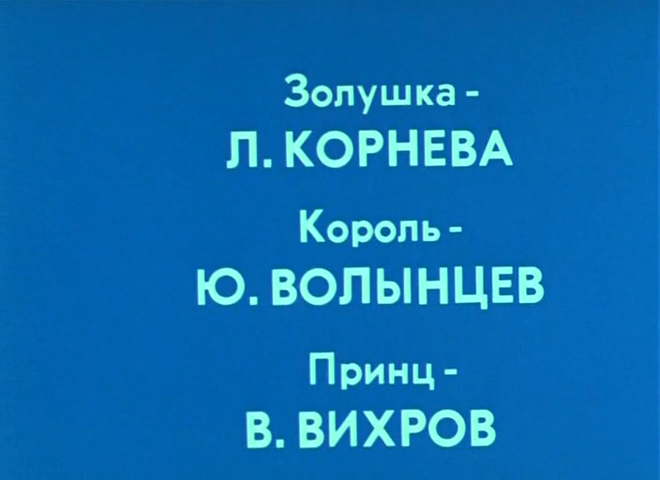 Золушка -
Л. КОРНЕВА
Король -
Ю. ВОЛЫНЦЕВ
Принц -
В. ВИХРОВ